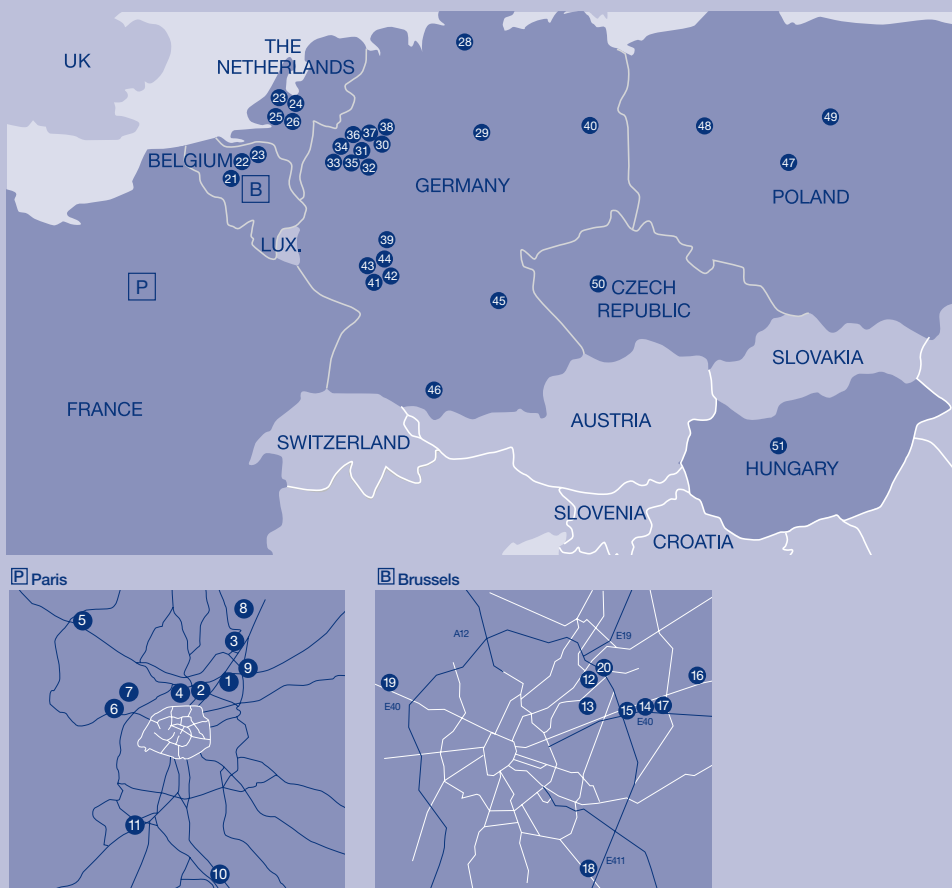 THE
NETHERLANDS
UK
28
23
24
25
26
36
37
38
34
31
30
33
35
32
29
40
48
49
47
BELGIUM
22
23
21
B
GERMANY
POLAND
LUX.
39
44
43
42
41
45
P
50
CZECH
REPUBLIC
SLOVAKIA
46
FRANCE
AUSTRIA
SWITZERLAND
51
HUNGARY
SLOVENIA
CROATIA
P Paris
8
5
3
9
1
7
4
2
6
11
10
B Brussels
A12
E19
20
19
12
16
E40
13
15
14
17
E40
18
E411